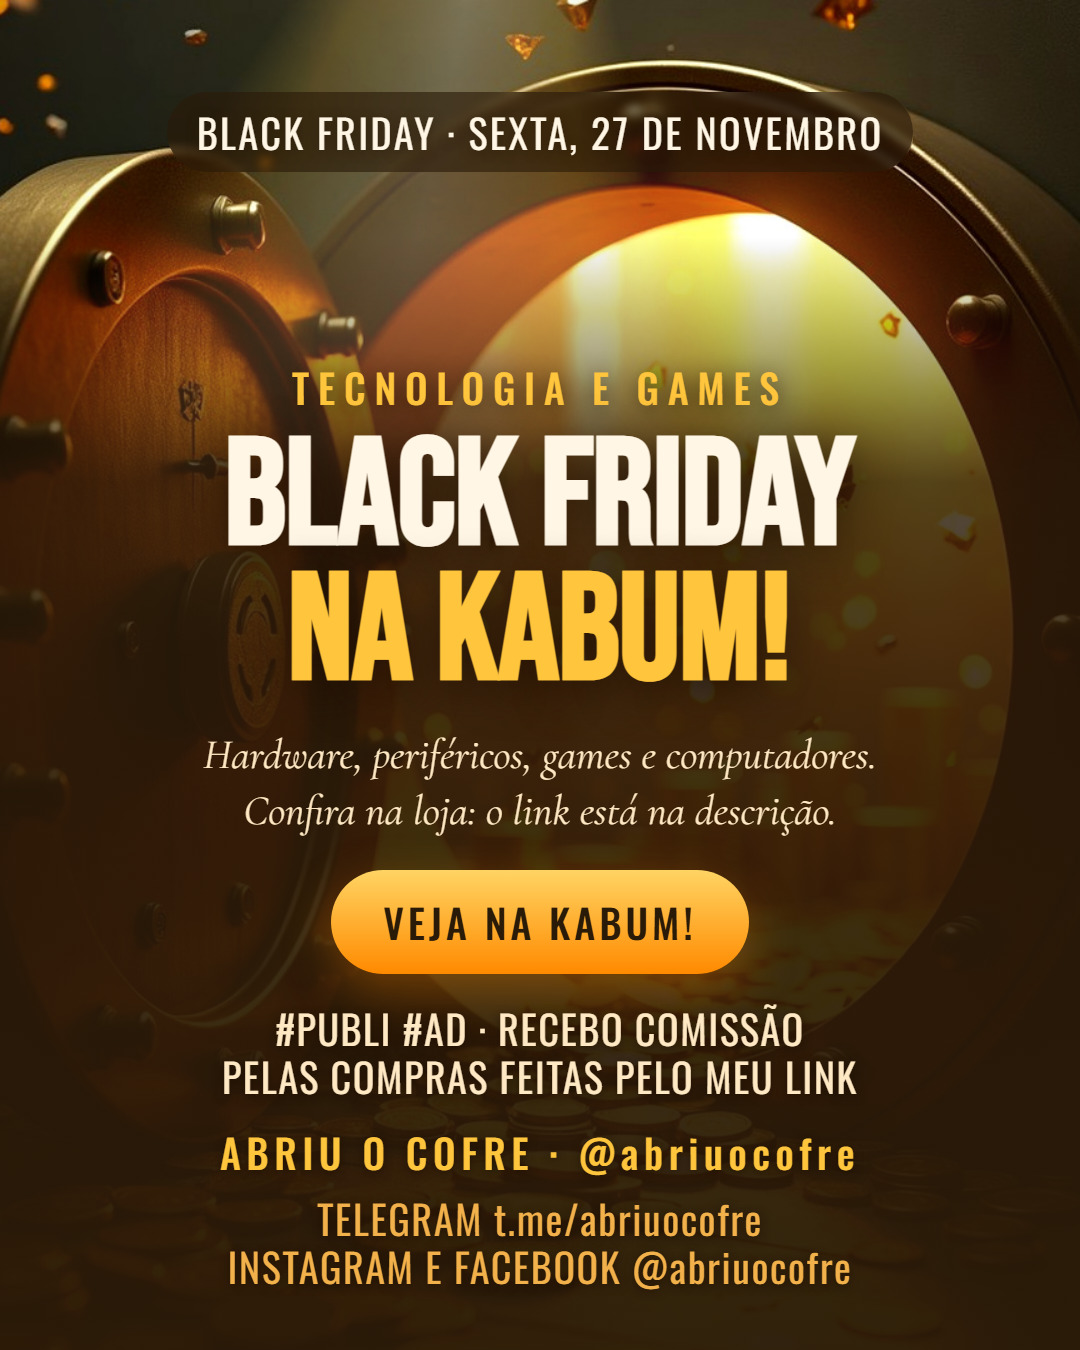 BLACK FRIDAY · SEXTA, 27 DE NOVEMBRO
TECNOLOGIA E GAMES
BLACK FRIDAY
NA KABUM!
Hardware, periféricos, games e computadores.
Confira na loja: o link está na descrição.
VEJA NA KABUM!
#PUBLI #AD · RECEBO COMISSÃO
PELAS COMPRAS FEITAS PELO MEU LINK
ABRIU O COFRE · @abriuocofre
TELEGRAM t.me/abriuocofre
INSTAGRAM E FACEBOOK @abriuocofre